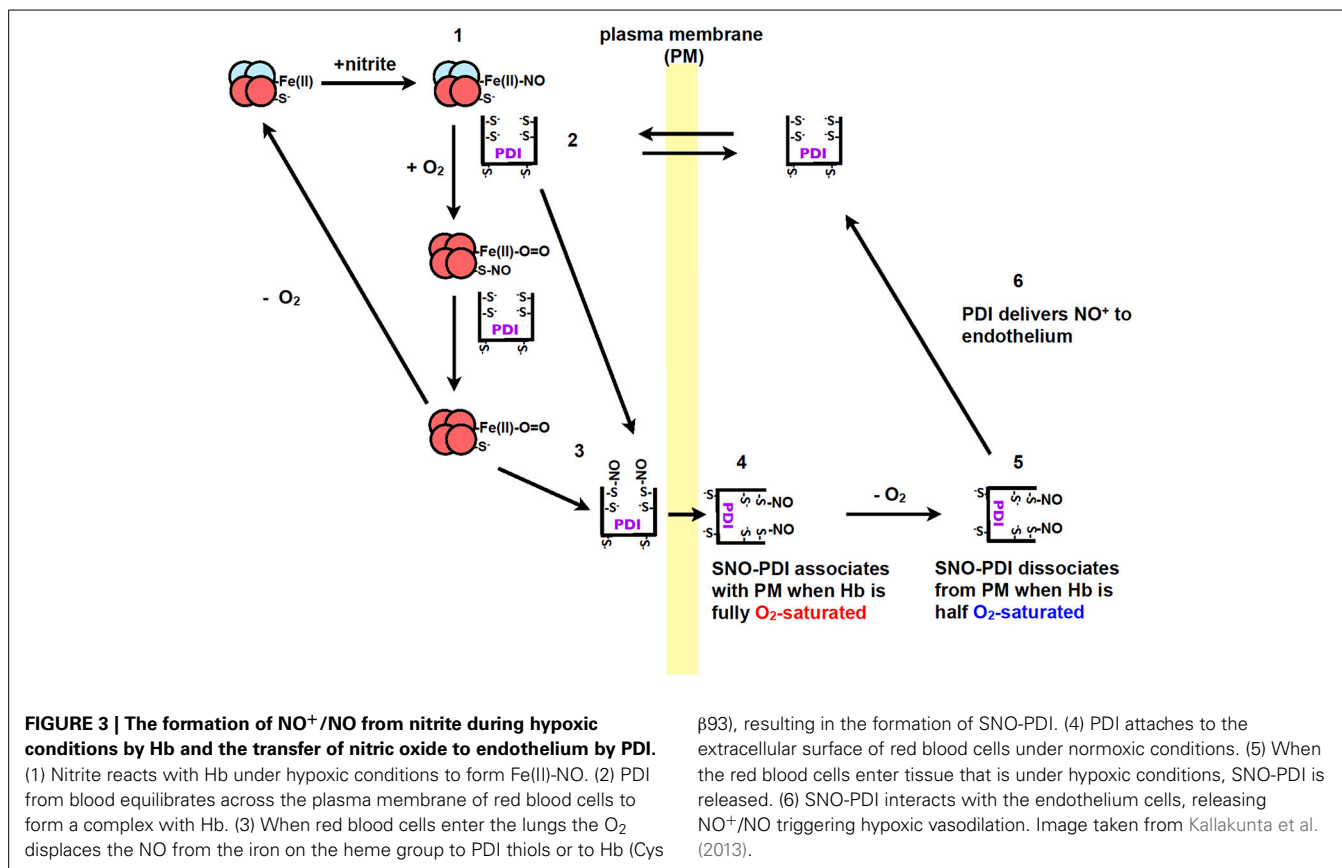 1
plasma membrane
(PM)
+nitrite
-Fe(II)
-S⁻
-Fe(II)-NO
-S⁻
-S⁻ ⁻S-
-S⁻ ⁻S-
PDI
-S- -S-
2
-S⁻ ⁻S-
-S⁻ ⁻S-
PDI
-S- -S-
+ O₂
-Fe(II)-O=O
-S-NO
- O₂
-S⁻ ⁻S-
-S⁻ ⁻S-
PDI
-S- -S-
6
PDI delivers NO⁺ to
endothelium
-Fe(II)-O=O
-S⁻
3
NO NO
-S- -S-
-S⁻ ⁻S-
PDI
-S- -S-
4
⁻S- -S- -S-NO
PDI
⁻S- -S- -S-NO
- O₂
5
⁻S- -S- -S-NO
PDI
⁻S- -S- -S-NO
SNO-PDI associates
with PM when Hb is
fully O₂-saturated
SNO-PDI dissociates
from PM when Hb is
half O₂-saturated
FIGURE 3 | The formation of NO⁺/NO from nitrite during hypoxic
conditions by Hb and the transfer of nitric oxide to endothelium by PDI.
(1) Nitrite reacts with Hb under hypoxic conditions to form Fe(II)-NO. (2) PDI
from blood equilibrates across the plasma membrane of red blood cells to
form a complex with Hb. (3) When red blood cells enter the lungs the O₂
displaces the NO from the iron on the heme group to PDI thiols or to Hb (Cys
β93), resulting in the formation of SNO-PDI. (4) PDI attaches to the
extracellular surface of red blood cells under normoxic conditions. (5) When
the red blood cells enter tissue that is under hypoxic conditions, SNO-PDI is
released. (6) SNO-PDI interacts with the endothelium cells, releasing
NO⁺/NO triggering hypoxic vasodilation. Image taken from Kallakunta et al.
(2013).